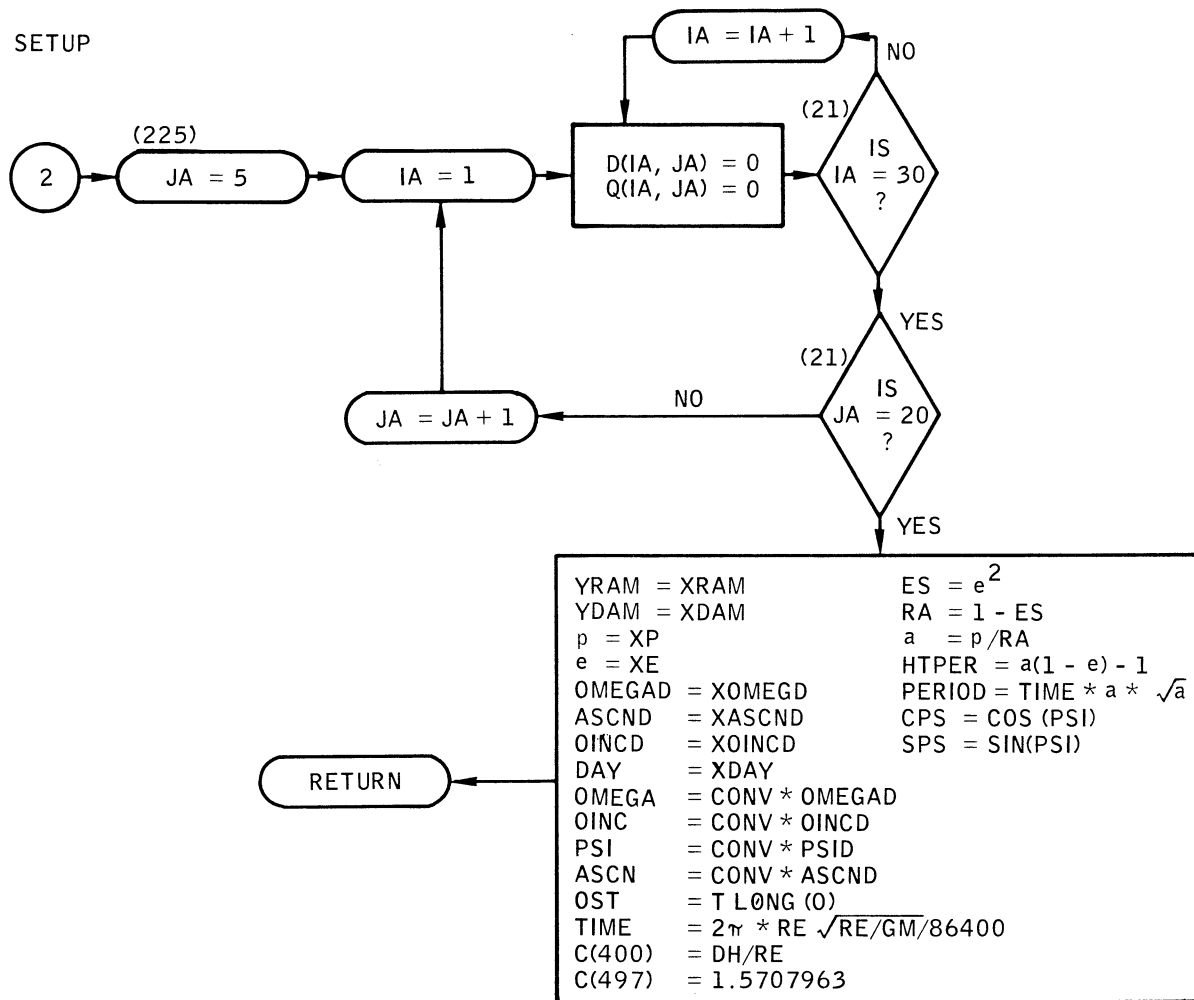 SETUP
IA = IA + 1
NO
(225)
(21)
2
JA = 5
IA = 1
D(IA, JA) = 0
Q(IA, JA) = 0
IS
IA = 30
?
YES
(21)
IS
JA = 20
?
NO
JA = JA + 1
YES
YRAM = XRAM
YDAM = XDAM
p = XP
e = XE
OMEGAD = XOMEGD
ASCND = XASCND
OINCD = XOINCD
DAY = XDAY
OMEGA = CONV * OMEGAD
OINC = CONV * OINCD
PSI = CONV * PSID
ASCN = CONV * ASCND
OST = T LONG (0)
TIME = 2π * RE √RE/GM/86400
C(400) = DH/RE
C(497) = 1.5707963
ES = e²
RA = 1 - ES
a = p/RA
HTPER = a(1 - e) - 1
PERIOD = TIME * a * √a
CPS = COS (PSI)
SPS = SIN(PSI)
RETURN